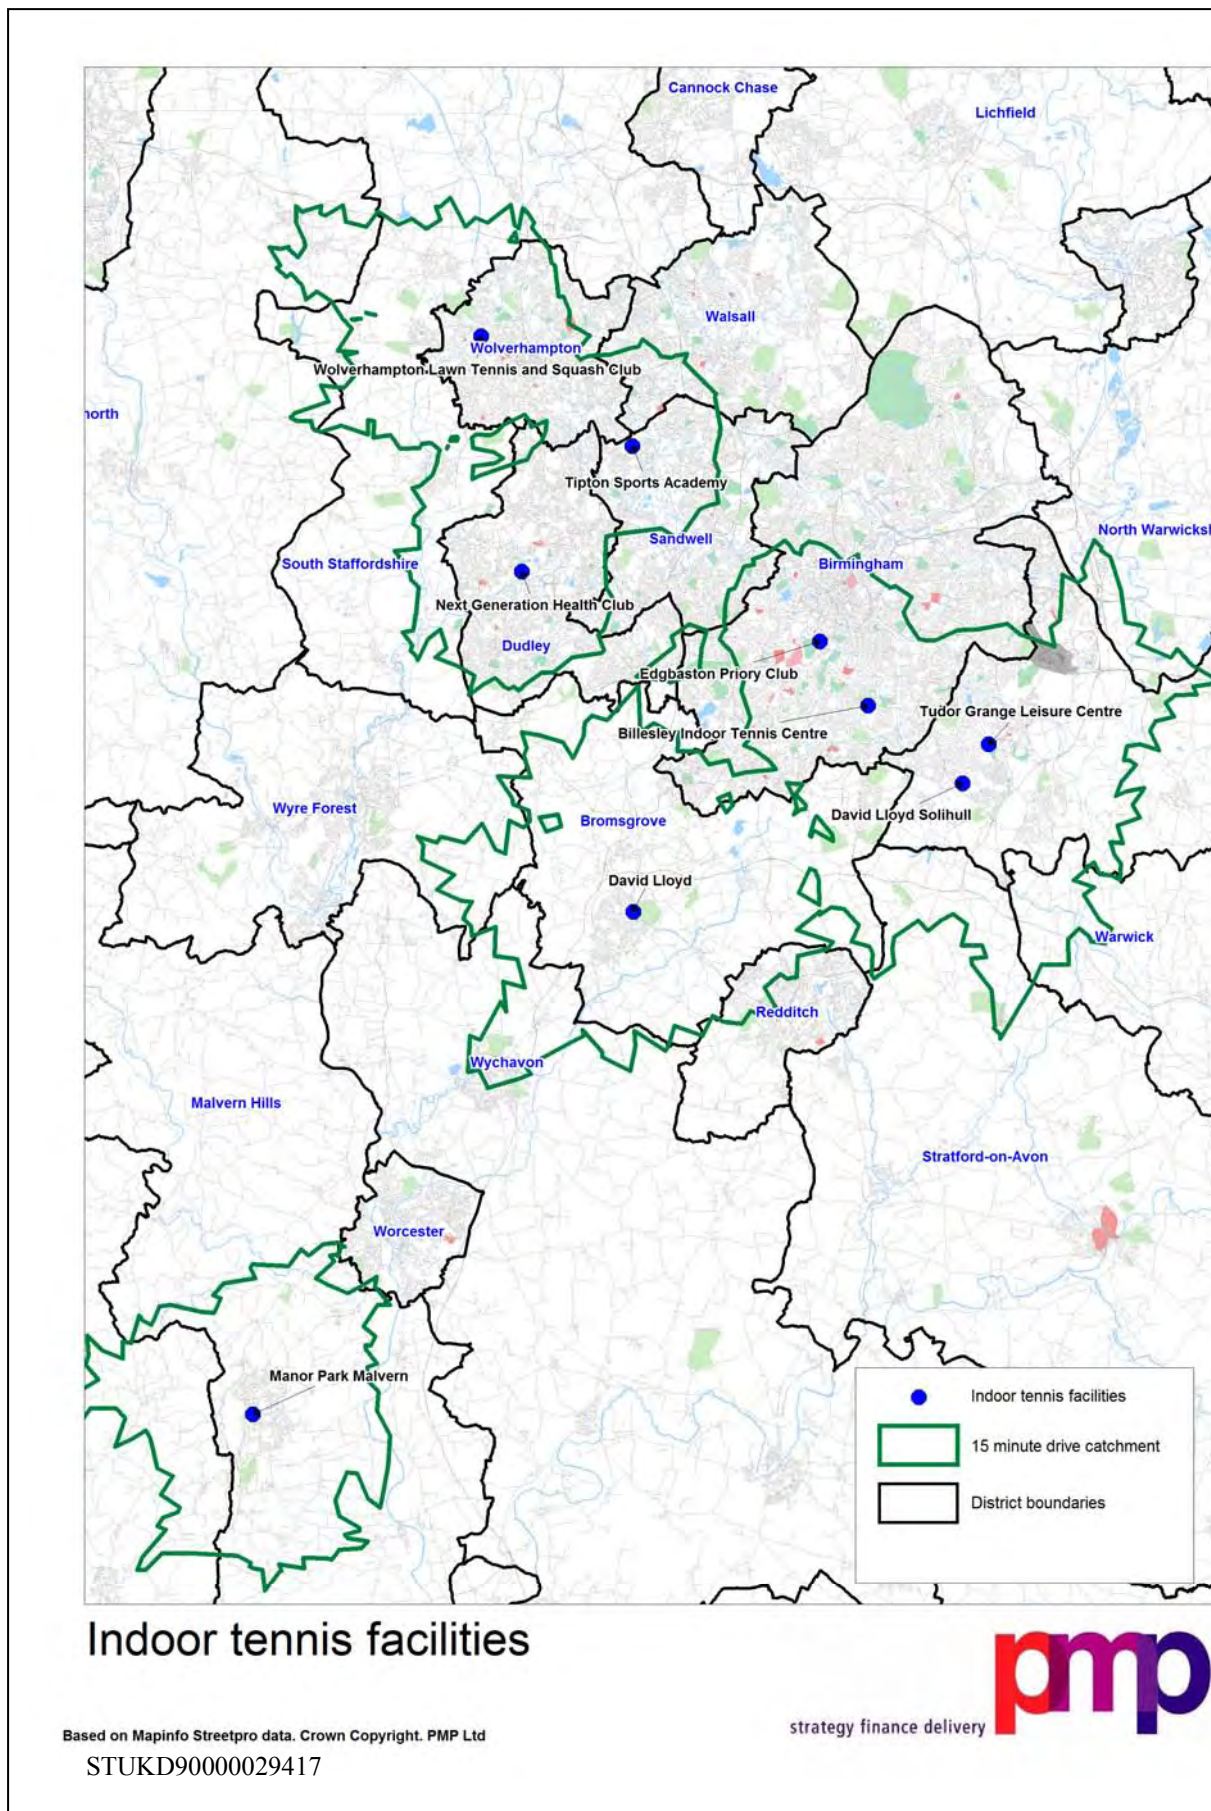 Cannock Chase
Lichfield
Walsall
Wolverhampton
Wolverhampton Lawn Tennis and Squash Club
north
Tipton Sports Academy
North Warwicksh
Sandwell
South Staffordshire
Birmingham
Next Generation Health Club
Dudley
Edgbaston Priory Club
Tudor Grange Leisure Centre
Billesley Indoor Tennis Centre
Wyre Forest
Bromsgrove
David Lloyd Solihull
David Lloyd
Warwick
Redditch
Wychavon
Malvern Hills
Stratford-on-Avon
Worcester
Manor Park Malvern
Indoor tennis facilities
15 minute drive catchment
District boundaries
Indoor tennis facilities
pmp
strategy finance delivery
Based on Mapinfo Streetpro data. Crown Copyright. PMP Ltd
STUKD90000029417